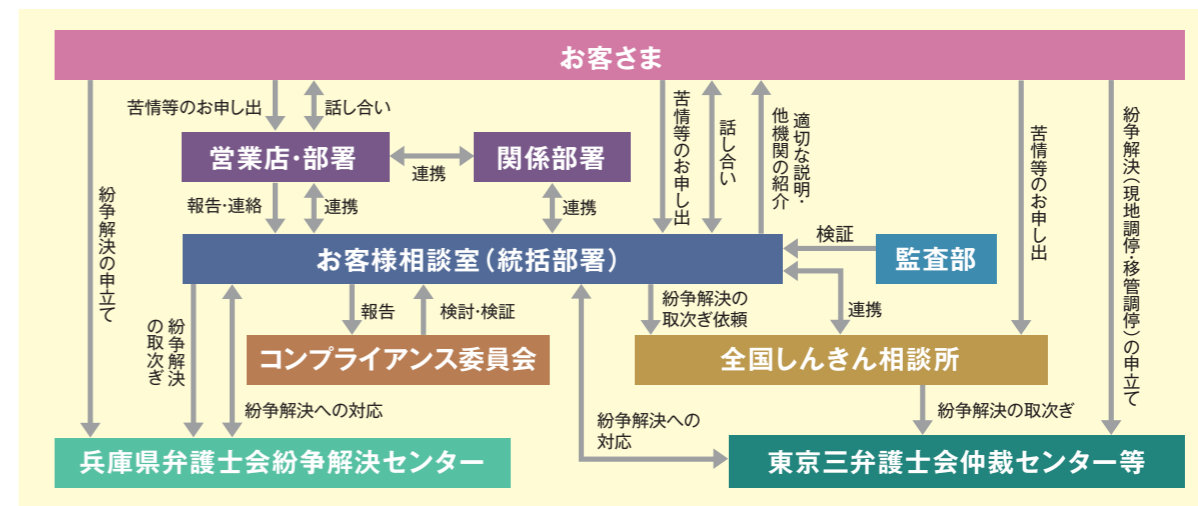 お客さま
苦情等のお申し出
話し合い
苦情等のお申し出
話し合い
適切な説明・
他機関の紹介
苦情等のお申し出
紛争解決（現地調停・移管調停）の申立て
紛争解決の申立て
営業店・部署
連携
関係部署
報告・連絡
連携
連携
お客様相談室（統括部署）
検証
監査部
紛争解決
の取次ぎ
報告
検討・検証
紛争解決の
取次ぎ依頼
連携
コンプライアンス委員会
全国しんきん相談所
紛争解決への対応
紛争解決への
対応
紛争解決の取次ぎ
兵庫県弁護士会紛争解決センター
東京三弁護士会仲裁センター等